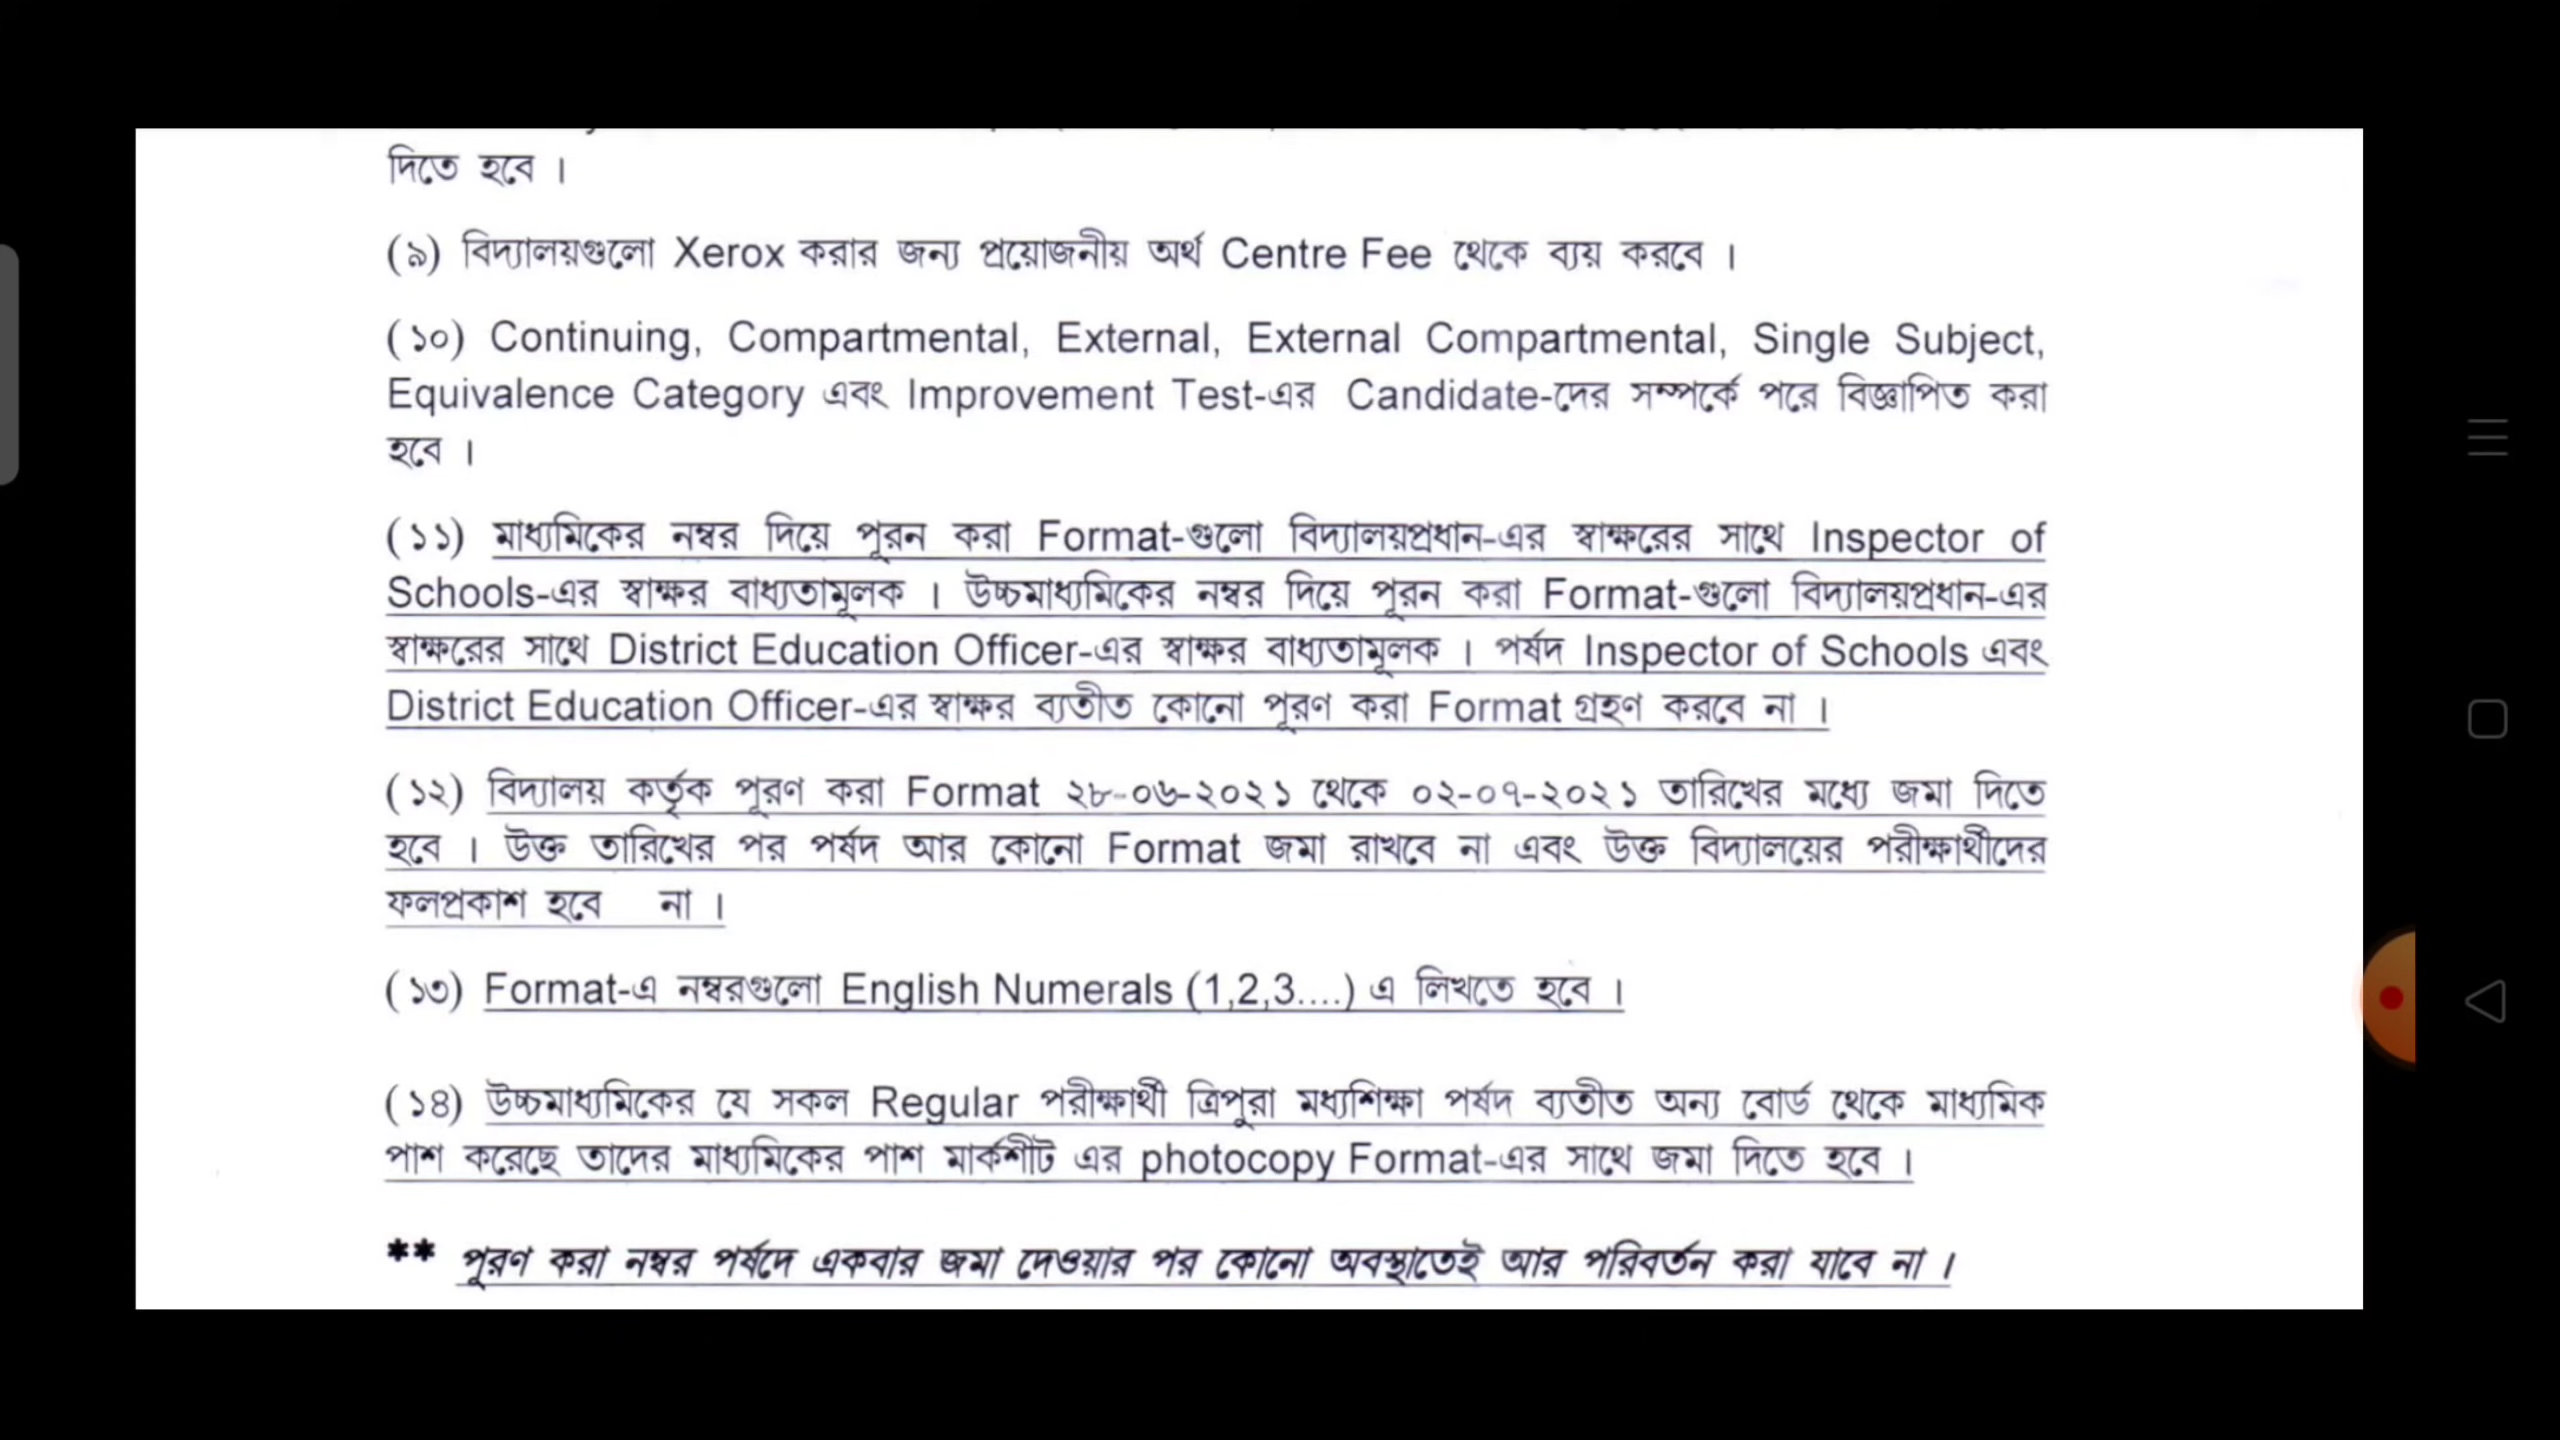 দিতে হবে ।
(৯) বিদ্যালয়গুলো Xerox করার জন্য প্রয়োজনীয় অর্থ Centre Fee থেকে ব্যয় করবে ।
(১০) Continuing, Compartmental, External, External Compartmental, Single Subject,
Equivalence Category এবং Improvement Test-এর Candidate-দের সম্পর্কে পরে বিজ্ঞাপিত করা
হবে ।
(১১) মাধ্যমিকের নম্বর দিয়ে পূরন করা Format-গুলো বিদ্যালয়প্রধান-এর স্বাক্ষরের সাথে Inspector of
Schools-এর স্বাক্ষর বাধ্যতামূলক । উচ্চমাধ্যমিকের নম্বর দিয়ে পূরন করা Format-গুলো বিদ্যালয়প্রধান-এর
স্বাক্ষরের সাথে District Education Officer-এর স্বাক্ষর বাধ্যতামূলক । পর্ষদ Inspector of Schools এবং
District Education Officer-এর স্বাক্ষর ব্যতীত কোনো পূরণ করা Format গ্রহণ করবে না ।
(১২) বিদ্যালয় কর্তৃক পূরণ করা Format ২৮-০৬-২০২১ থেকে ০২-০৭-২০২১ তারিখের মধ্যে জমা দিতে
হবে । উক্ত তারিখের পর পর্ষদ আর কোনো Format জমা রাখবে না এবং উক্ত বিদ্যালয়ের পরীক্ষার্থীদের
ফলপ্রকাশ হবে না ।
(১৩) Format-এ নম্বরগুলো English Numerals (1,2,3....) এ লিখতে হবে ।
(১৪) উচ্চমাধ্যমিকের যে সকল Regular পরীক্ষার্থী ত্রিপুরা মধ্যশিক্ষা পর্ষদ ব্যতীত অন্য বোর্ড থেকে মাধ্যমিক
পাশ করেছে তাদের মাধ্যমিকের পাশ মার্কশীট এর photocopy Format-এর সাথে জমা দিতে হবে ।
** পূরণ করা নম্বর পর্ষদে একবার জমা দেওয়ার পর কোনো অবস্থাতেই আর পরিবর্তন করা যাবে না ।